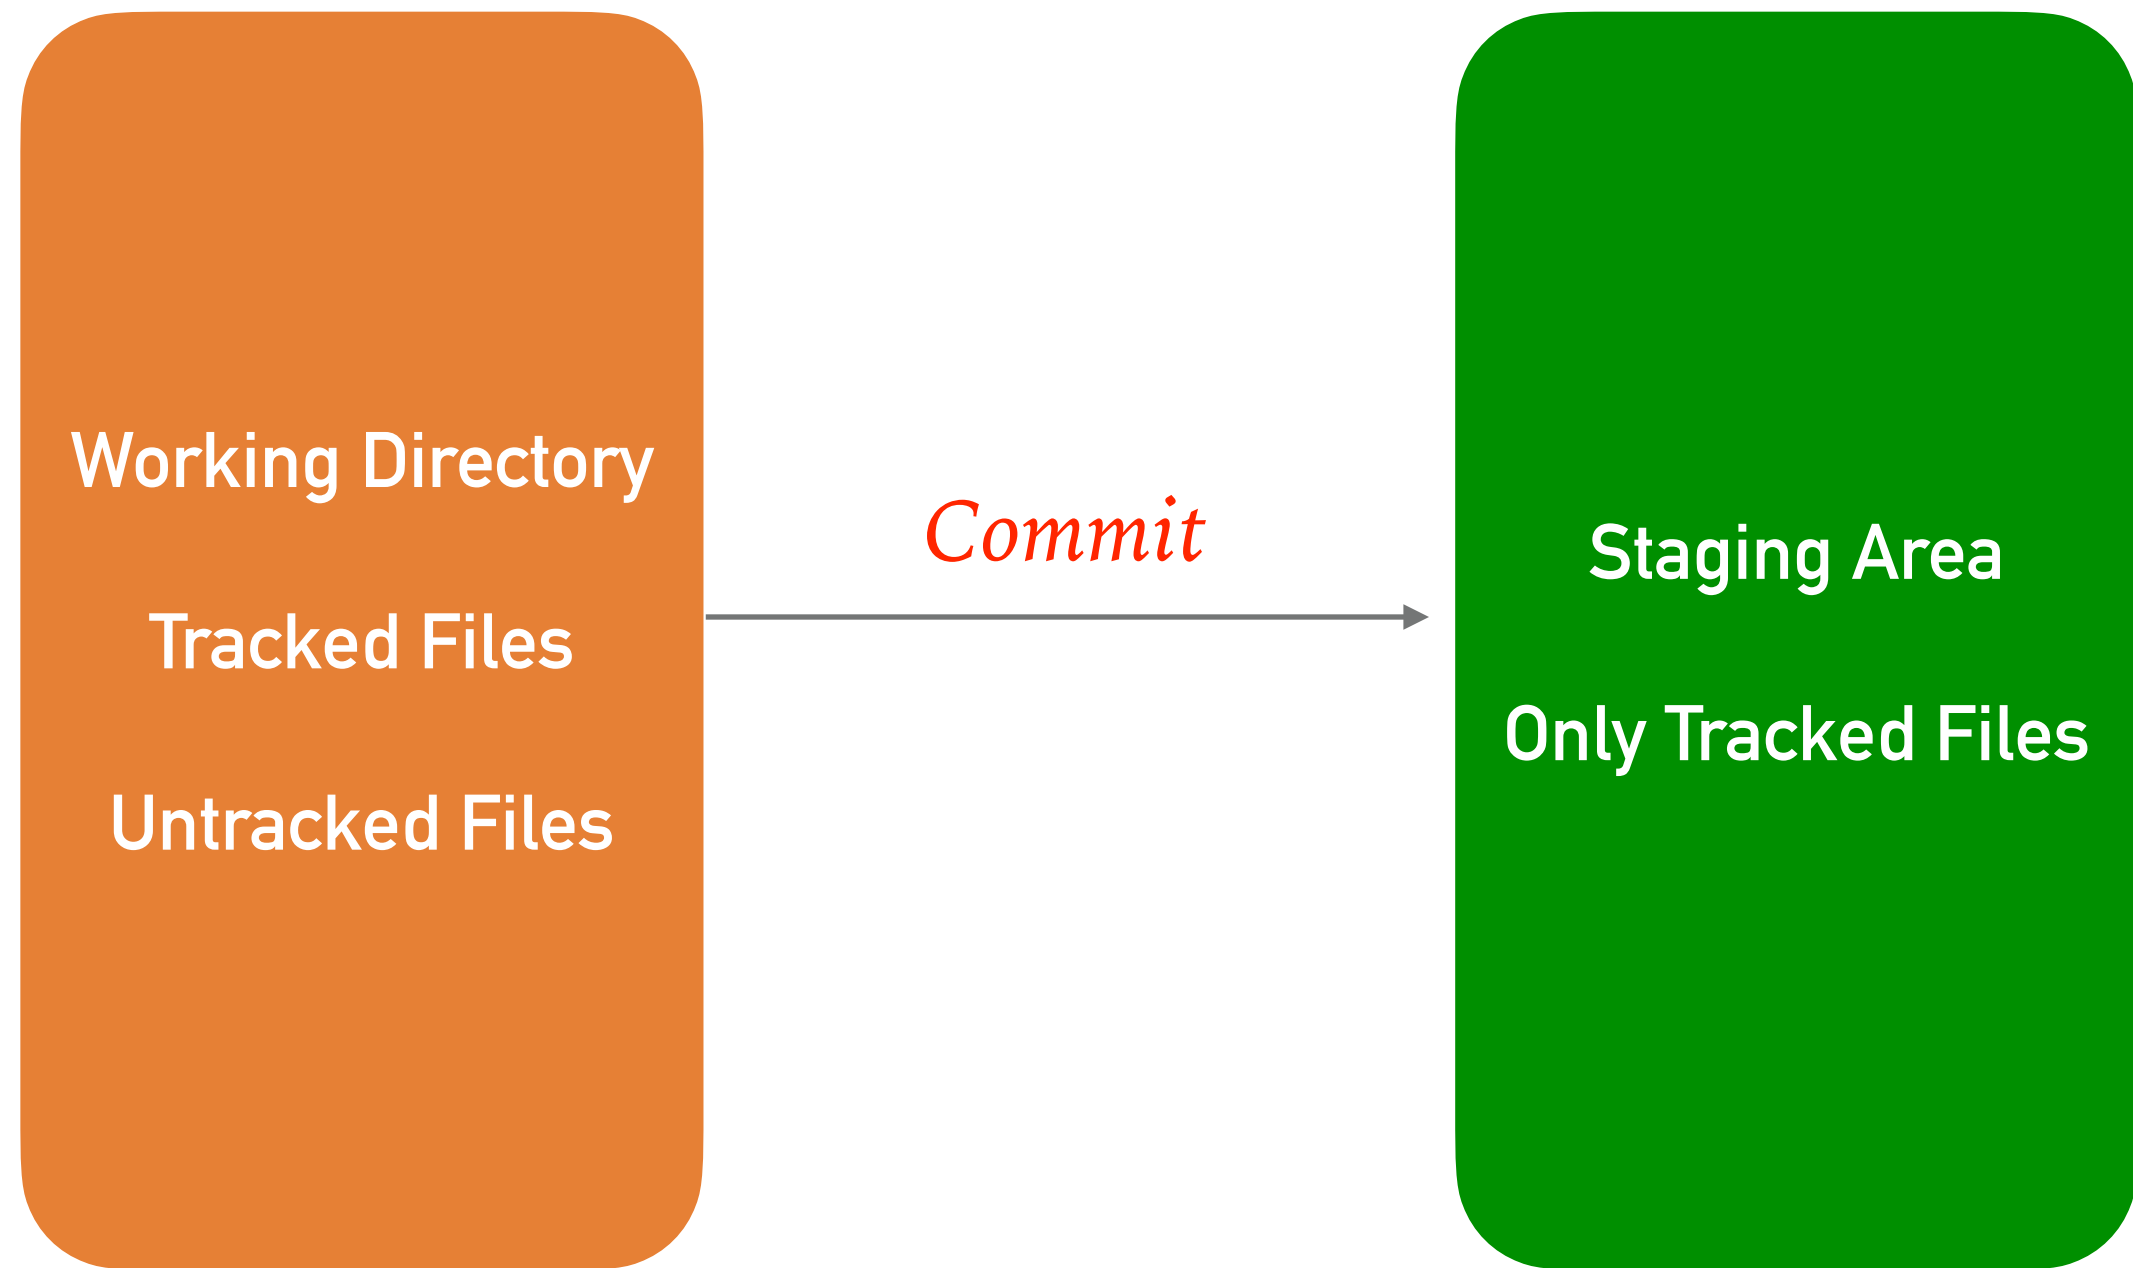 Working Directory
Tracked Files
Untracked Files
Commit
Staging Area
Only Tracked Files